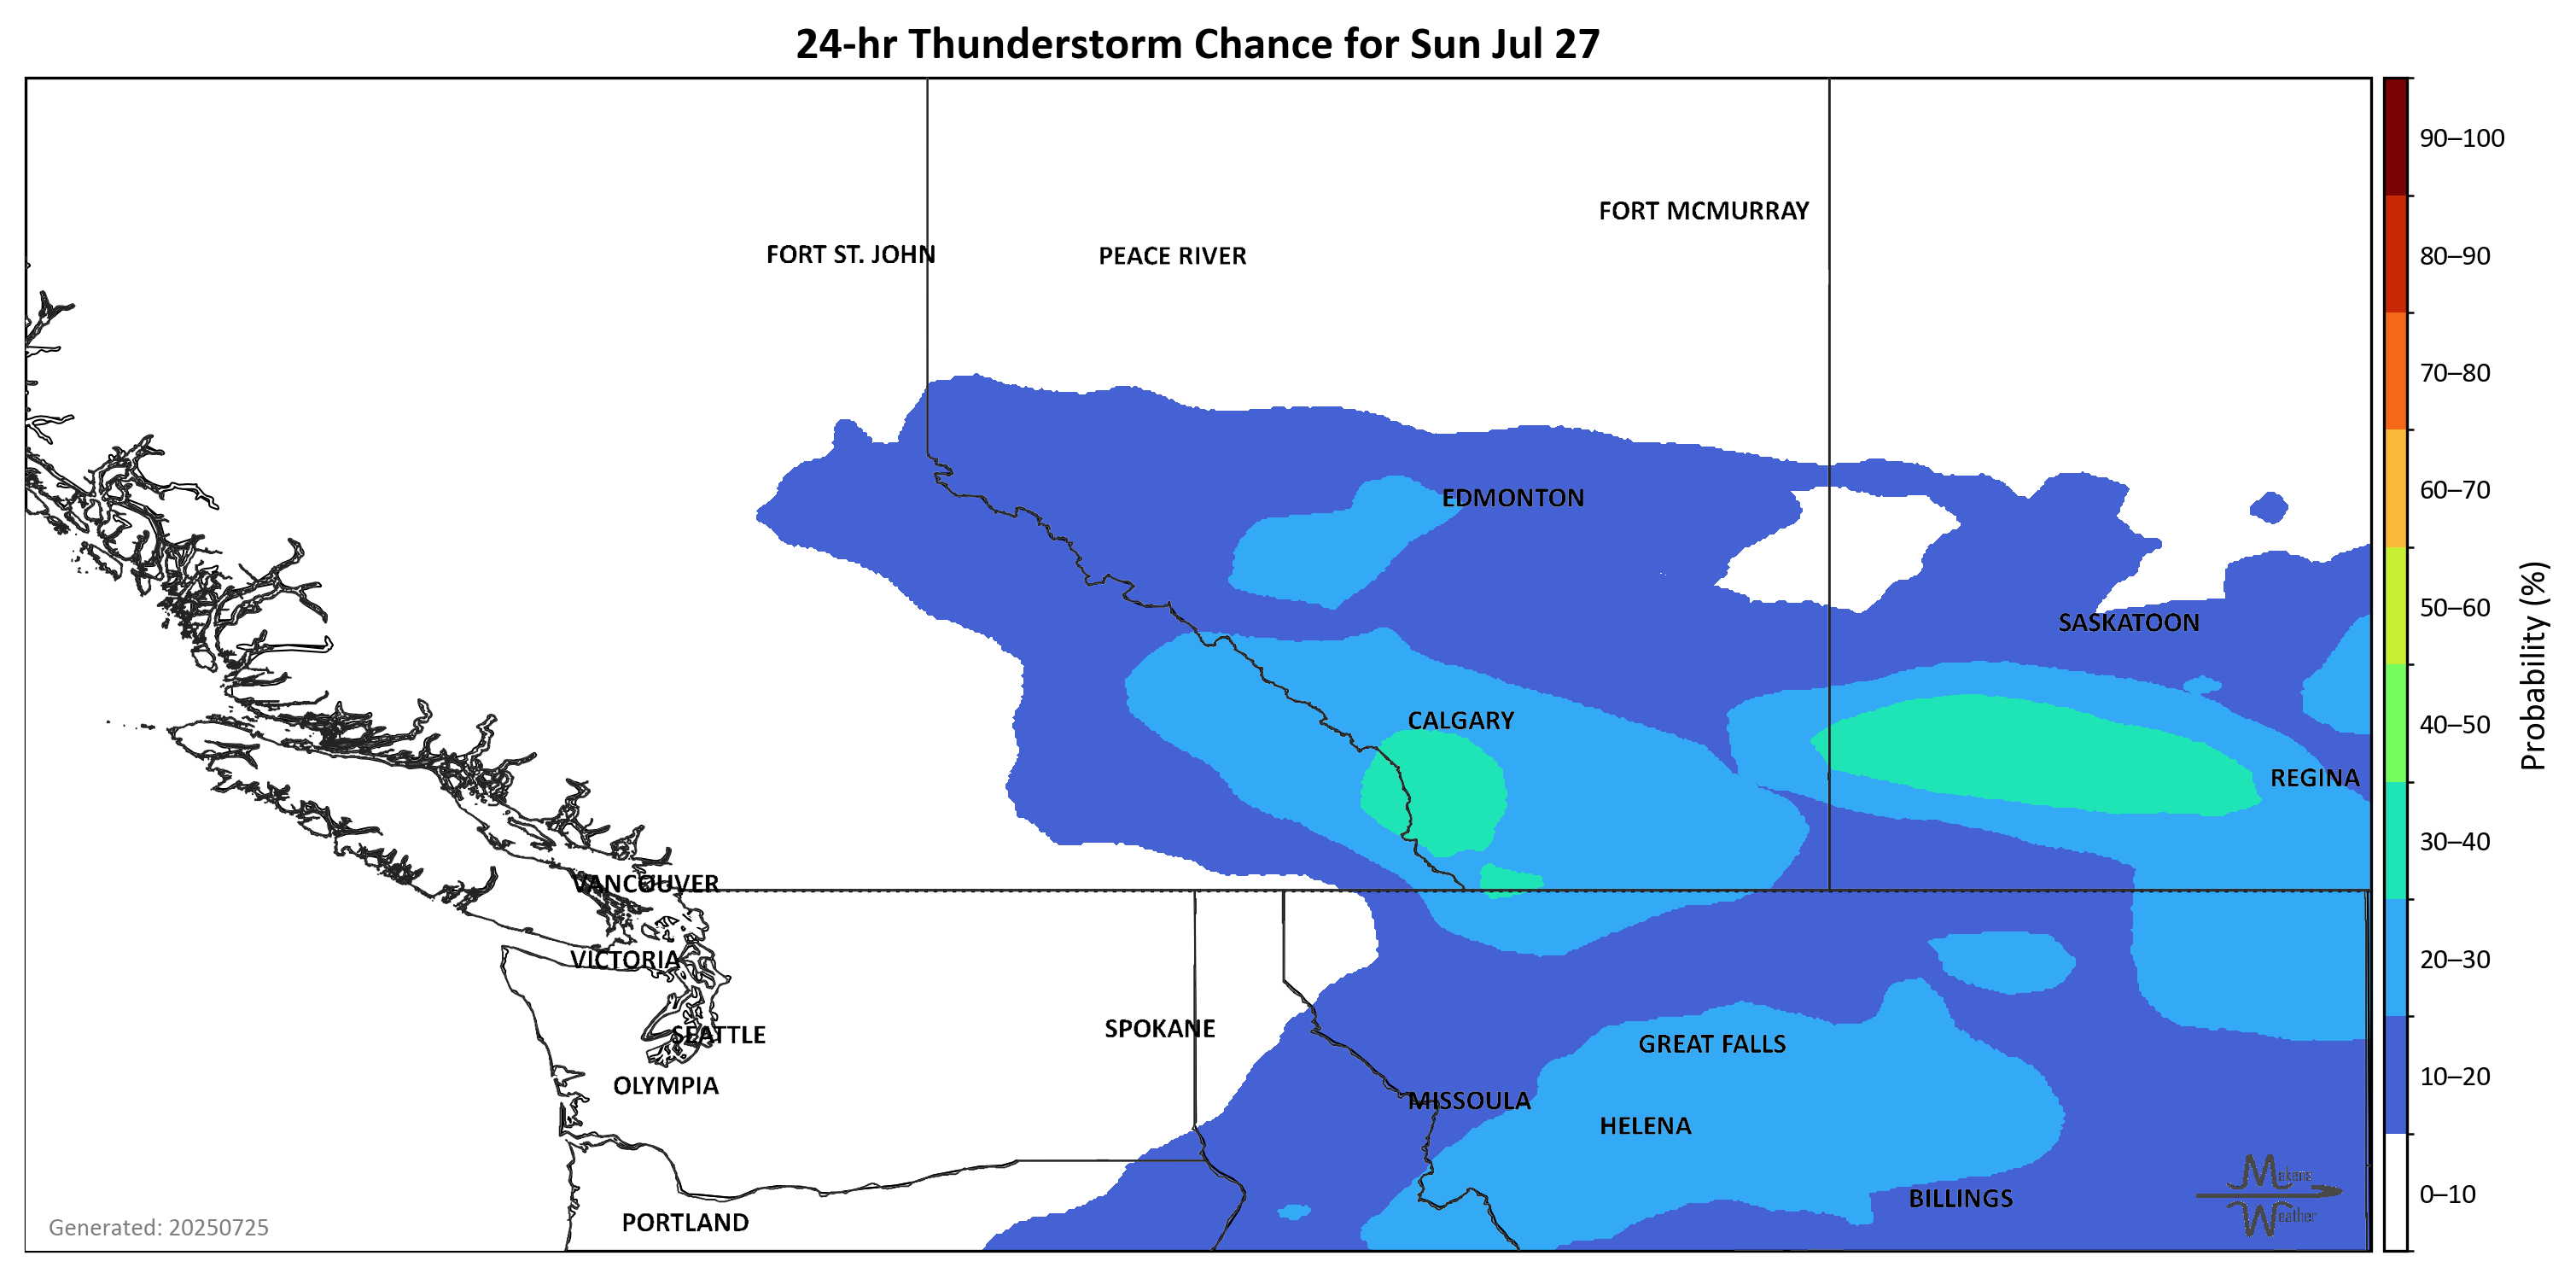 24-hr Thunderstorm Chance for Sun Jul 27
90–100
FORT MCMURRAY
FORT ST. JOHN
PEACE RIVER
80–90
70–80
EDMONTON
60–70
50–60
SASKATOON
Probability (%)
CALGARY
40–50
REGINA
30–40
VANCOUVER
VICTORIA
20–30
SPOKANE
SEATTLE
GREAT FALLS
10–20
OLYMPIA
MISSOULA
HELENA
Mekens
Weather
0–10
BILLINGS
PORTLAND
Generated: 20250725